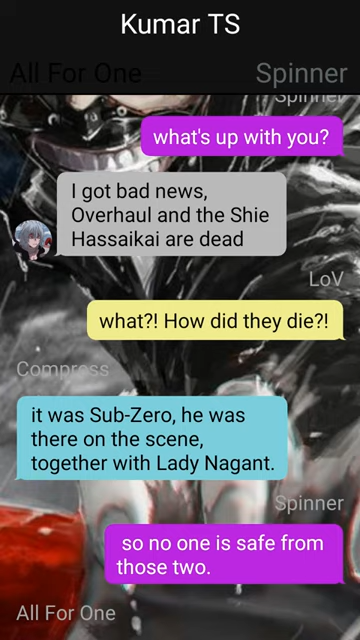 Kumar TS
All For One
Spinner
Spinner
what's up with you?
I got bad news,
Overhaul and the Shie
Hassaikai are dead
LoV
what?! How did they die?!
Compress
it was Sub-Zero, he was
there on the scene,
together with Lady Nagant.
Spinner
so no one is safe from
those two.
All For One